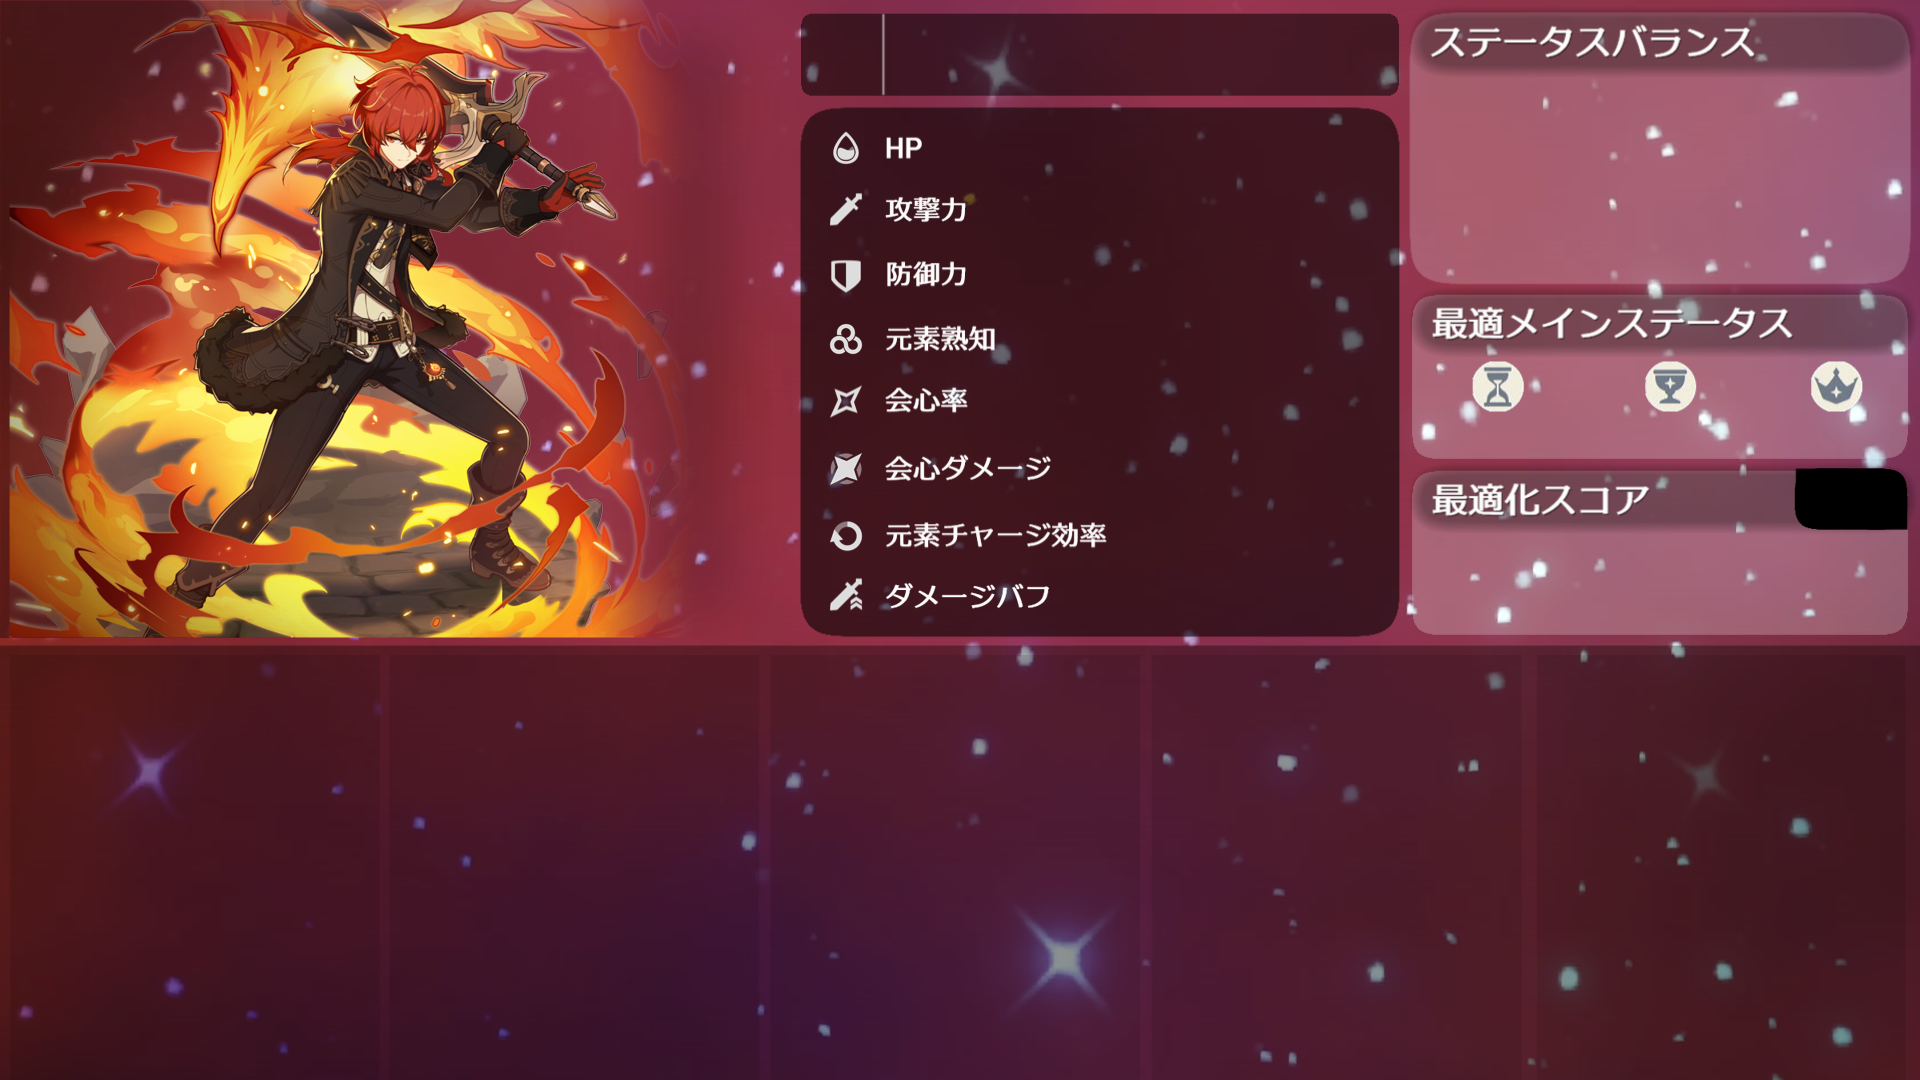 HP
攻撃力
防御力
元素熟知
会心率
会心ダメージ
元素チャージ効率
ダメージバフ
ステータスバランス
最適メインステータス
最適化スコア